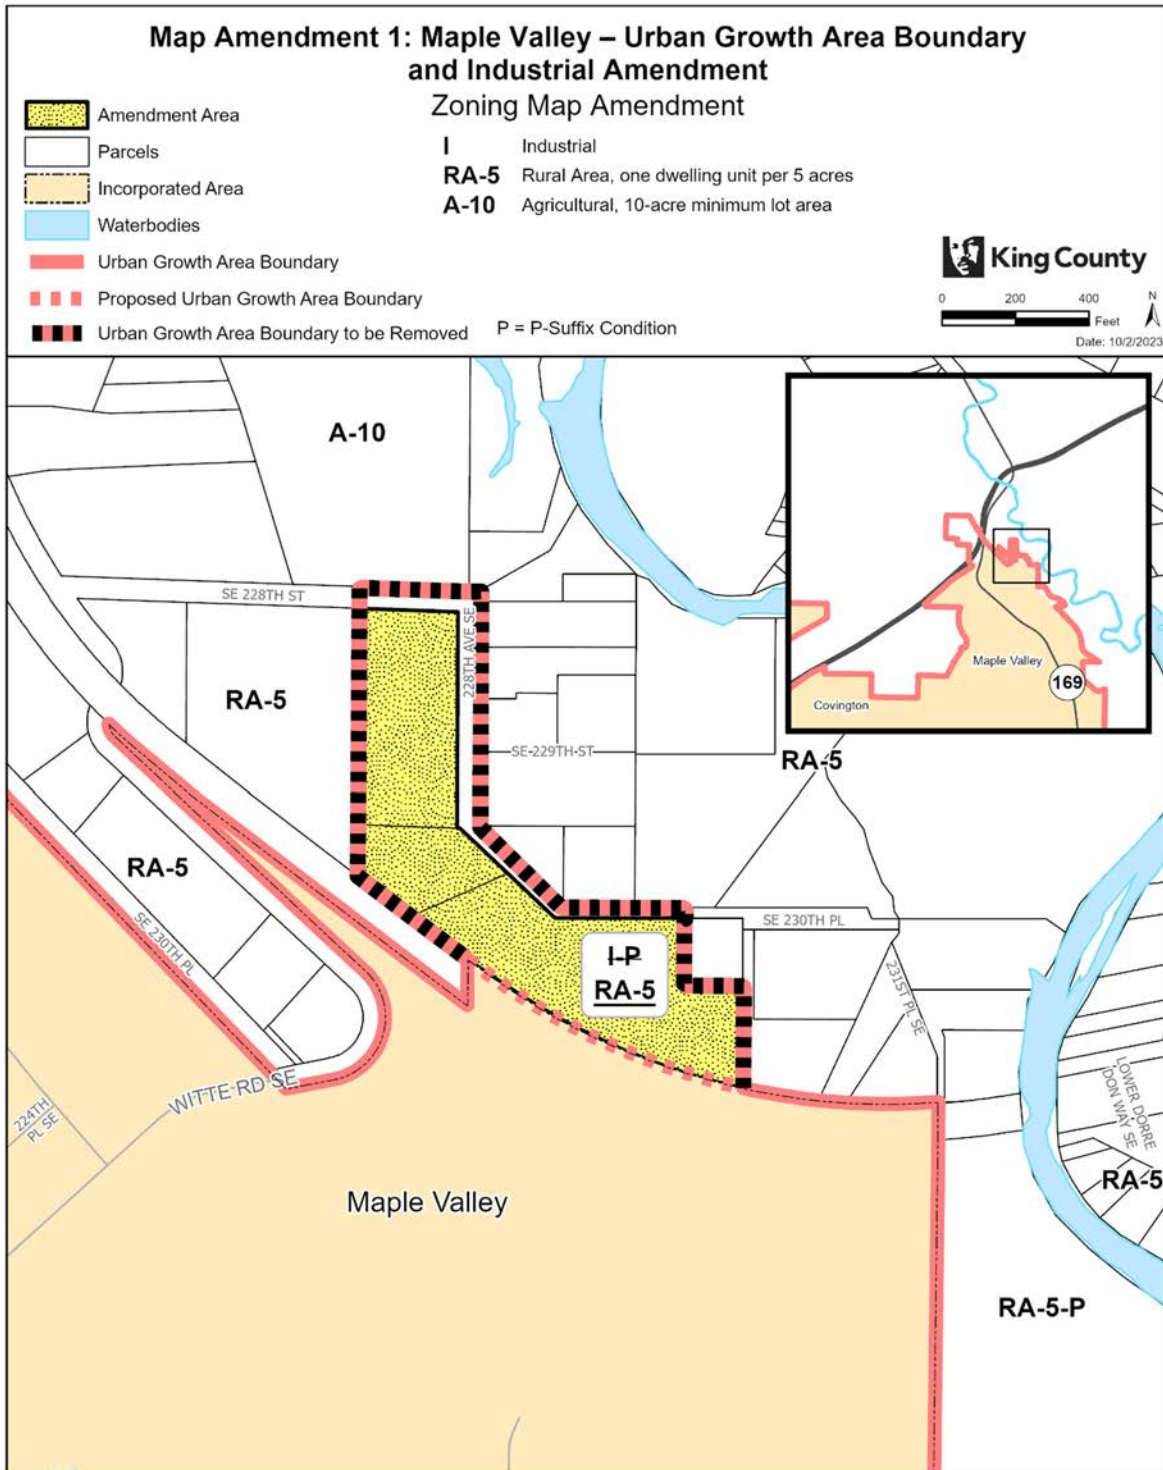 Map Amendment 1: Maple Valley – Urban Growth Area Boundary
and Industrial Amendment
Zoning Map Amendment
Amendment Area
Parcels
Incorporated Area
Waterbodies
Urban Growth Area Boundary
Proposed Urban Growth Area Boundary
Urban Growth Area Boundary to be Removed
I Industrial
RA-5 Rural Area, one dwelling unit per 5 acres
A-10 Agricultural, 10-acre minimum lot area
P = P-Suffix Condition
King County
0 200 400
Feet
N
Date: 10/2/2023
A-10
SE 228TH ST
228TH AVE SE
RA-5
SE 229TH ST
Maple Valley
169
Covington
RA-5
RA-5
SE 230TH PL
SE 230TH PL
I-P
RA-5
231ST PL SE
WITTE RD SE
224TH
PL SE
LOWER DORRE
DON WAY SE
RA-5
Maple Valley
RA-5-P